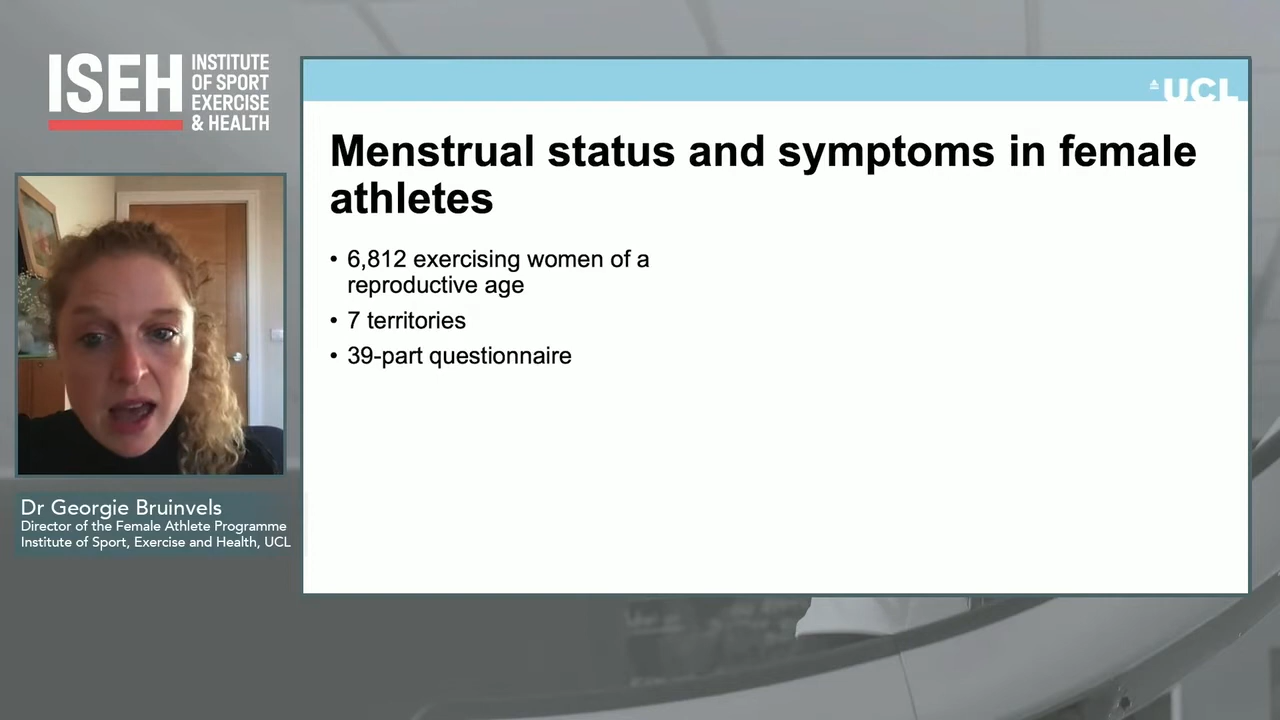 ISEH
INSTITUTE
OF SPORT
EXERCISE
& HEALTH
UCL
Menstrual status and symptoms in female
athletes
• 6,812 exercising women of a
reproductive age
• 7 territories
• 39-part questionnaire
Dr Georgie Bruinvels
Director of the Female Athlete Programme
Institute of Sport, Exercise and Health, UCL